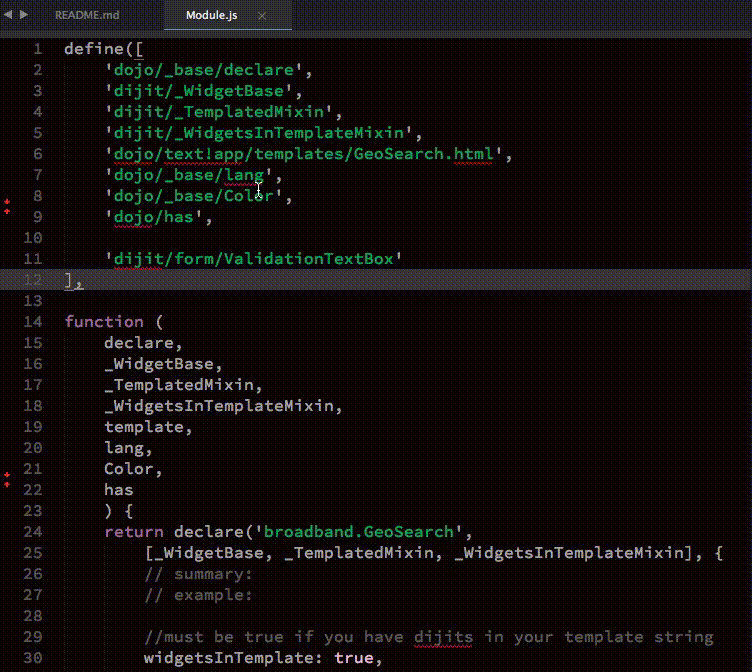 README.md Module.js
1 define([
2 'dojo/_base/declare',
3 'dijit/_WidgetBase',
4 'dijit/_TemplatedMixin',
5 'dijit/_WidgetsInTemplateMixin',
6 'dojo/text!app/templates/GeoSearch.html',
7 'dojo/_base/lang',
8 'dojo/_base/Color',
9 'dojo/has',
10
11 'dijit/form/ValidationTextBox'
12 ],
13
14 function (
15 declare,
16 _WidgetBase,
17 _TemplatedMixin,
18 _WidgetsInTemplateMixin,
19 template,
20 lang,
21 Color,
22 has
23 ) {
24 return declare('broadband.GeoSearch',
25 [_WidgetBase, _TemplatedMixin, _WidgetsInTemplateMixin], {
26 // summary:
27 // example:
28
29 //must be true if you have dijits in your template string
30 widgetsInTemplate: true,